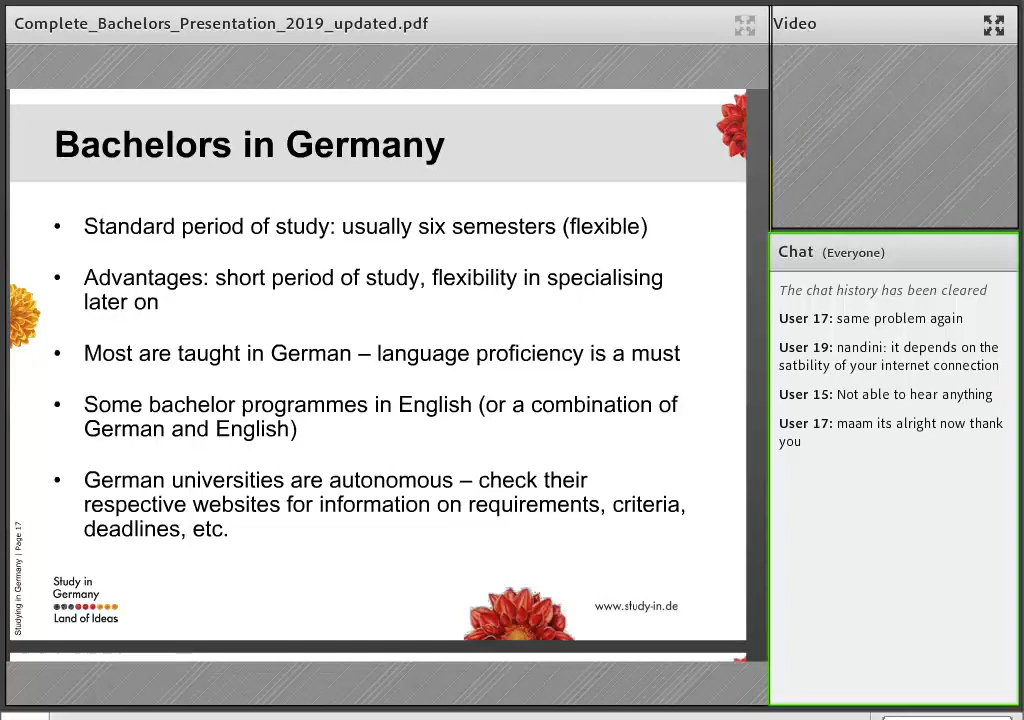 Complete_Bachelors_Presentation_2019_updated.pdf
Bachelors in Germany
• Standard period of study: usually six semesters (flexible)
• Advantages: short period of study, flexibility in specialising
later on
• Most are taught in German – language proficiency is a must
• Some bachelor programmes in English (or a combination of
German and English)
• German universities are autonomous – check their
respective websites for information on requirements, criteria,
deadlines, etc.
Studying in Germany | Page 17
Study in
Germany
Land of Ideas
www.study-in.de
Video
Chat (Everyone)
The chat history has been cleared
User 17: same problem again
User 19: nandini: it depends on the
satbility of your internet connection
User 15: Not able to hear anything
User 17: maam its alright now thank
you